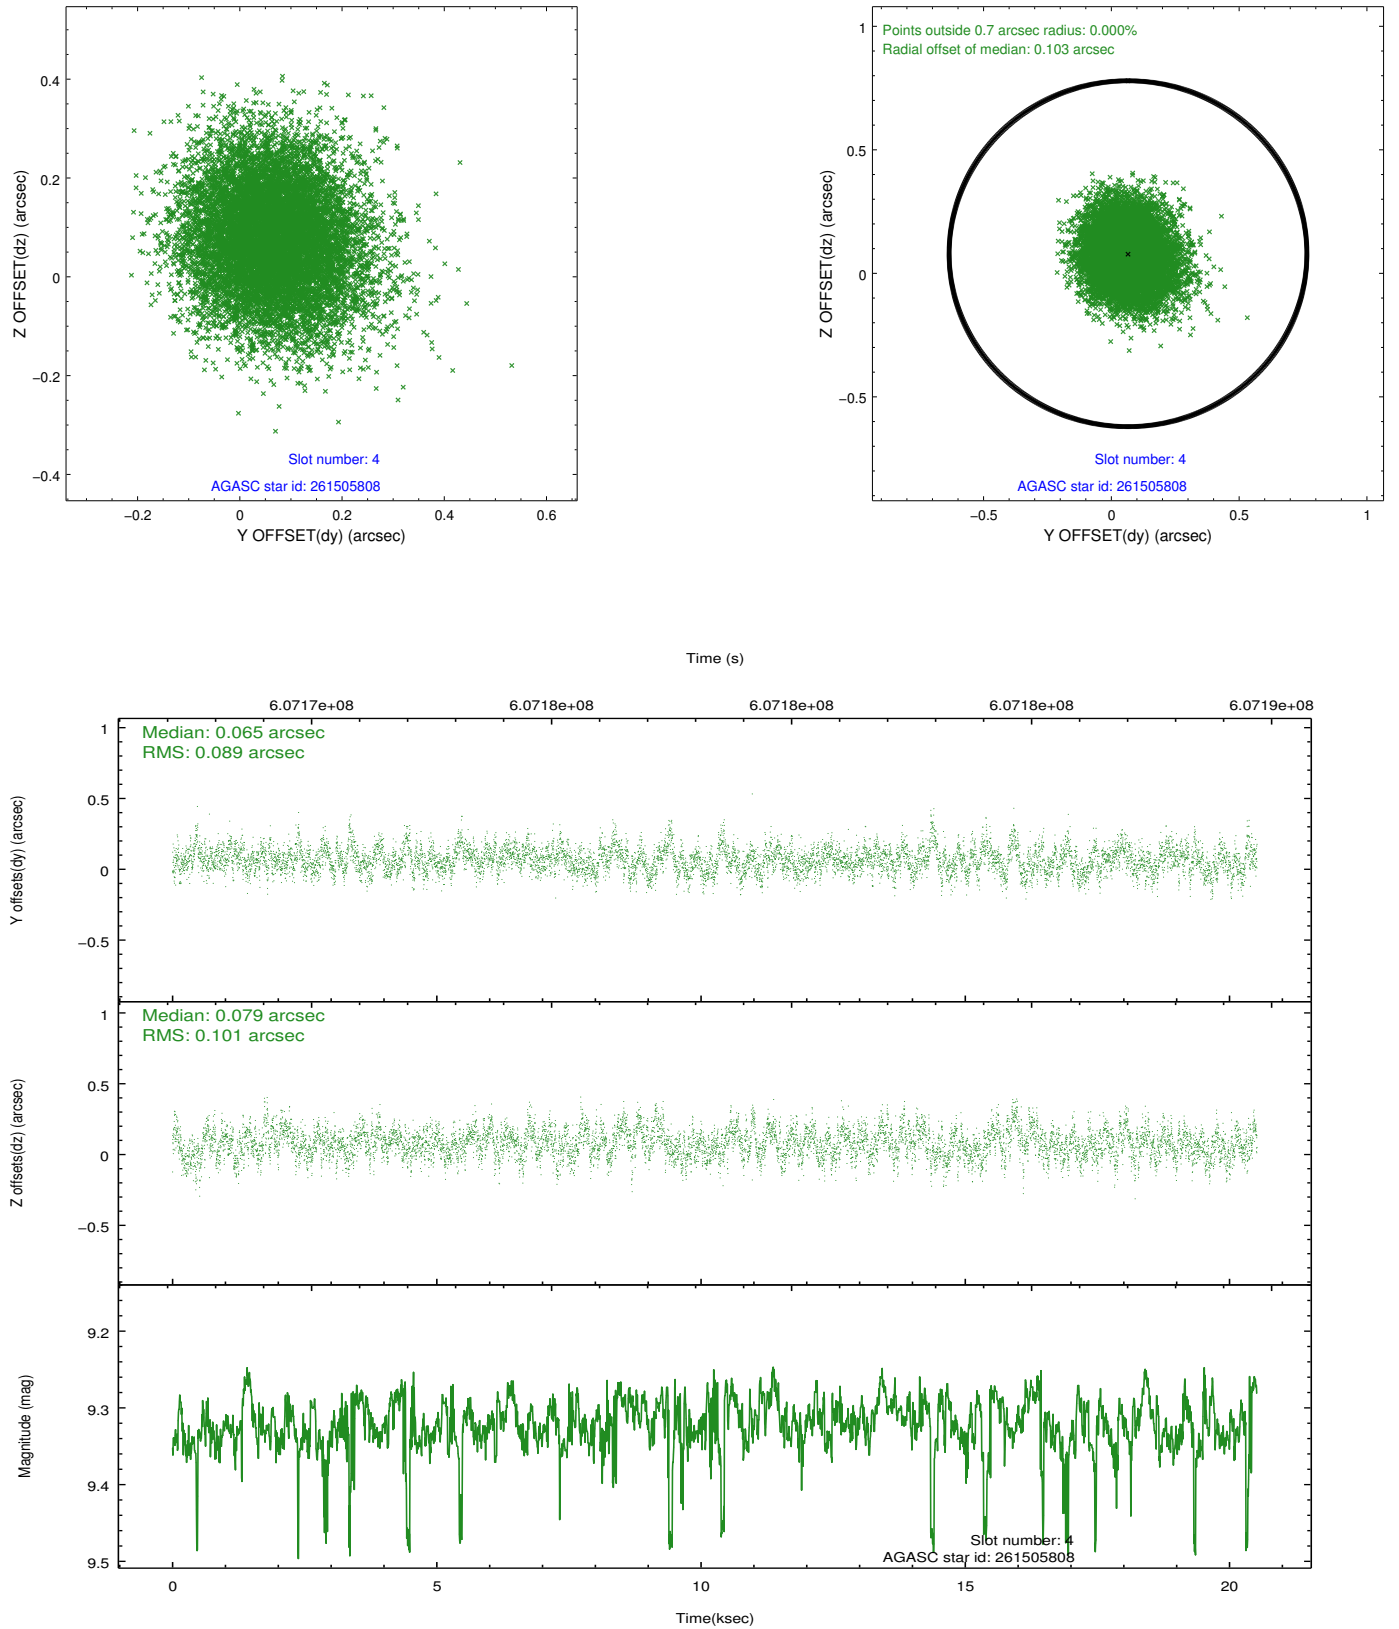 0.4
0.2
0
−0.2
−0.4
Z OFFSET(dz) (arcsec)
Slot number: 4
AGASC star id: 261505808
−0.2 0 0.2 0.4 0.6
Y OFFSET(dy) (arcsec)
Points outside 0.7 arcsec radius: 0.000%
Radial offset of median: 0.103 arcsec
1
0.5
0
−0.5
Z OFFSET(dz) (arcsec)
Slot number: 4
AGASC star id: 261505808
−0.5 0 0.5 1
Y OFFSET(dy) (arcsec)
Time (s)
6.0717e+08 6.0718e+08 6.0718e+08 6.0718e+08 6.0719e+08
Median: 0.065 arcsec
RMS: 0.089 arcsec
1
0.5
0
−0.5
Y offsets(dy) (arcsec)
Median: 0.079 arcsec
RMS: 0.101 arcsec
1
0.5
0
−0.5
Z offsets(dz) (arcsec)
9.2
9.3
9.4
9.5
Magnitude (mag)
Slot number: 4
AGASC star id: 261505808
0 5 10 15 20
Time(ksec)